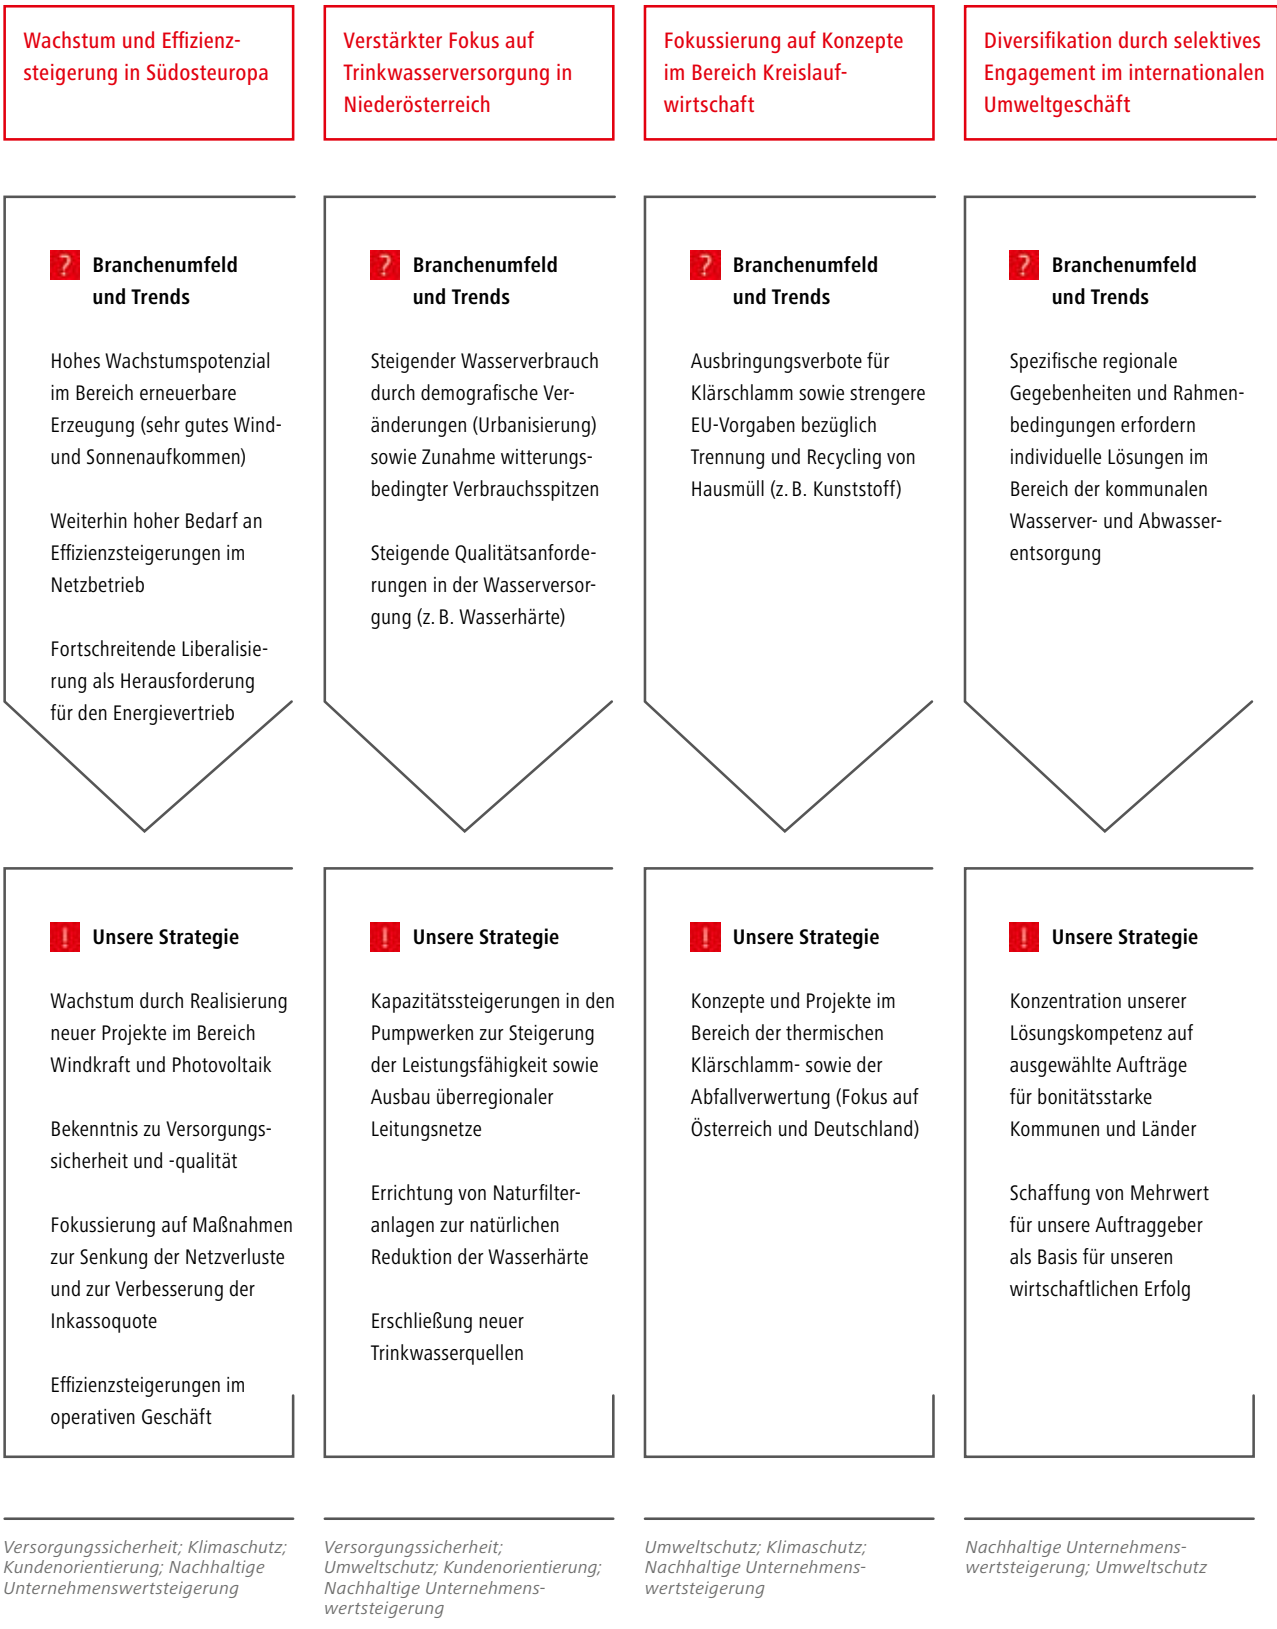 Wachstum und Effizienz-
steigerung in Südosteuropa
Verstärkter Fokus auf
Trinkwasserversorgung in
Niederösterreich
Fokussierung auf Konzepte
im Bereich Kreislauf-
wirtschaft
Diversifikation durch selektives
Engagement im internationalen
Umweltgeschäft
?
Branchenumfeld
und Trends
Hohes Wachstumspotenzial
im Bereich erneuerbare
Erzeugung (sehr gutes Wind-
und Sonnenaufkommen)
Weiterhin hoher Bedarf an
Effizienzsteigerungen im
Netzbetrieb
Fortschreitende Liberalisie-
rung als Herausforderung
für den Energievertrieb
?
Branchenumfeld
und Trends
Steigender Wasserverbrauch
durch demografische Ver-
änderungen (Urbanisierung)
sowie Zunahme witterungs-
bedingter Verbrauchsspitzen
Steigende Qualitätsanforde-
rungen in der Wasserversor-
gung (z. B. Wasserhärte)
?
Branchenumfeld
und Trends
Ausbringungsverbote für
Klärschlamm sowie strengere
EU-Vorgaben bezüglich
Trennung und Recycling von
Hausmüll (z. B. Kunststoff)
?
Branchenumfeld
und Trends
Spezifische regionale
Gegebenheiten und Rahmen-
bedingungen erfordern
individuelle Lösungen im
Bereich der kommunalen
Wasserver- und Abwasser-
entsorgung
!
Unsere Strategie
Wachstum durch Realisierung
neuer Projekte im Bereich
Windkraft und Photovoltaik
Bekenntnis zu Versorgungs-
sicherheit und -qualität
Fokussierung auf Maßnahmen
zur Senkung der Netzverluste
und zur Verbesserung der
Inkassoquote
Effizienzsteigerungen im
operativen Geschäft
!
Unsere Strategie
Kapazitätssteigerungen in den
Pumpwerken zur Steigerung
der Leistungsfähigkeit sowie
Ausbau überregionaler
Leitungsnetze
Errichtung von Naturfilter-
anlagen zur natürlichen
Reduktion der Wasserhärte
Erschließung neuer
Trinkwasserquellen
!
Unsere Strategie
Konzepte und Projekte im
Bereich der thermischen
Klärschlamm- sowie der
Abfallverwertung (Fokus auf
Österreich und Deutschland)
!
Unsere Strategie
Konzentration unserer
Lösungskompetenz auf
ausgewählte Aufträge
für bonitätsstarke
Kommunen und Länder
Schaffung von Mehrwert
für unsere Auftraggeber
als Basis für unseren
wirtschaftlichen Erfolg
Versorgungssicherheit; Klimaschutz;
Kundenorientierung; Nachhaltige
Unternehmenswertsteigerung
Versorgungssicherheit;
Umweltschutz; Kundenorientierung;
Nachhaltige Unternehmens-
wertsteigerung
Umweltschutz; Klimaschutz;
Nachhaltige Unternehmens-
wertsteigerung
Nachhaltige Unternehmens-
wertsteigerung; Umweltschutz